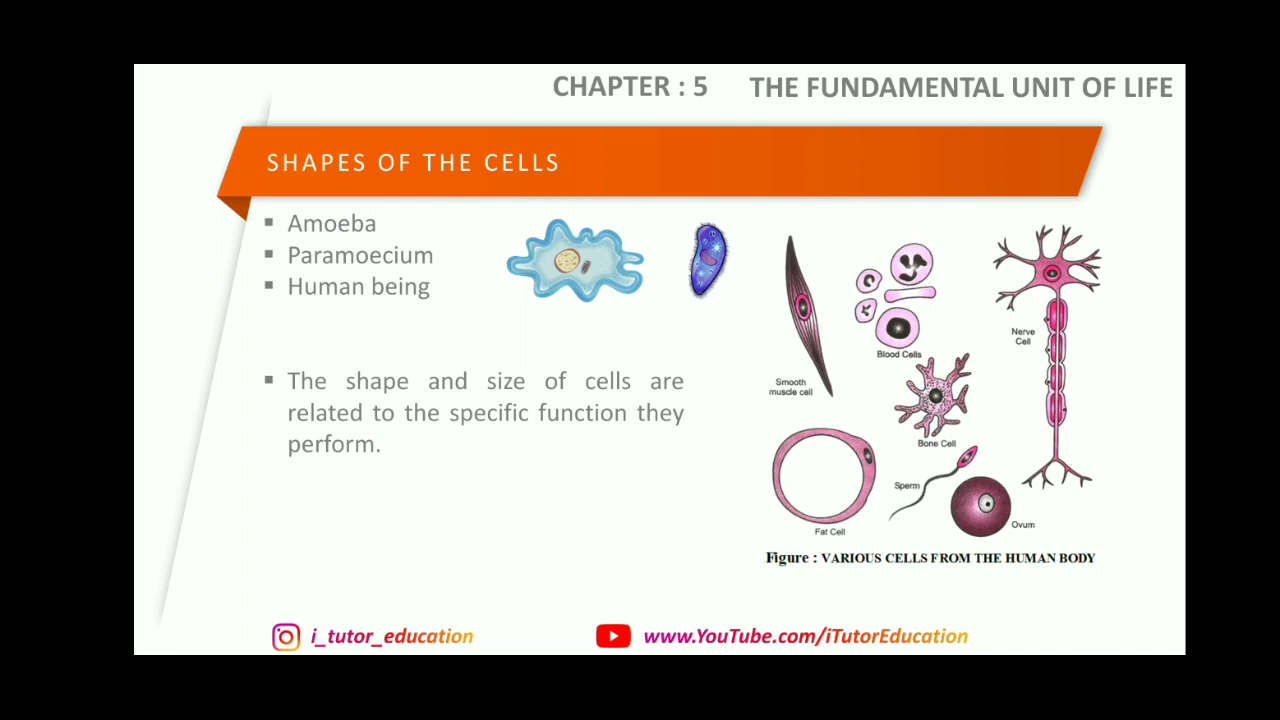 CHAPTER : 5 THE FUNDAMENTAL UNIT OF LIFE
SHAPES OF THE CELLS
▪ Amoeba
▪ Paramoecium
▪ Human being
▪ The shape and size of cells are
related to the specific function they
perform.
Smooth
muscle cell
Blood Cells
Nerve
Cell
Bone Cell
Fat Cell
Sperm
Ovum
Figure : VARIOUS CELLS FROM THE HUMAN BODY
i_tutor_education
www.YouTube.com/iTutorEducation